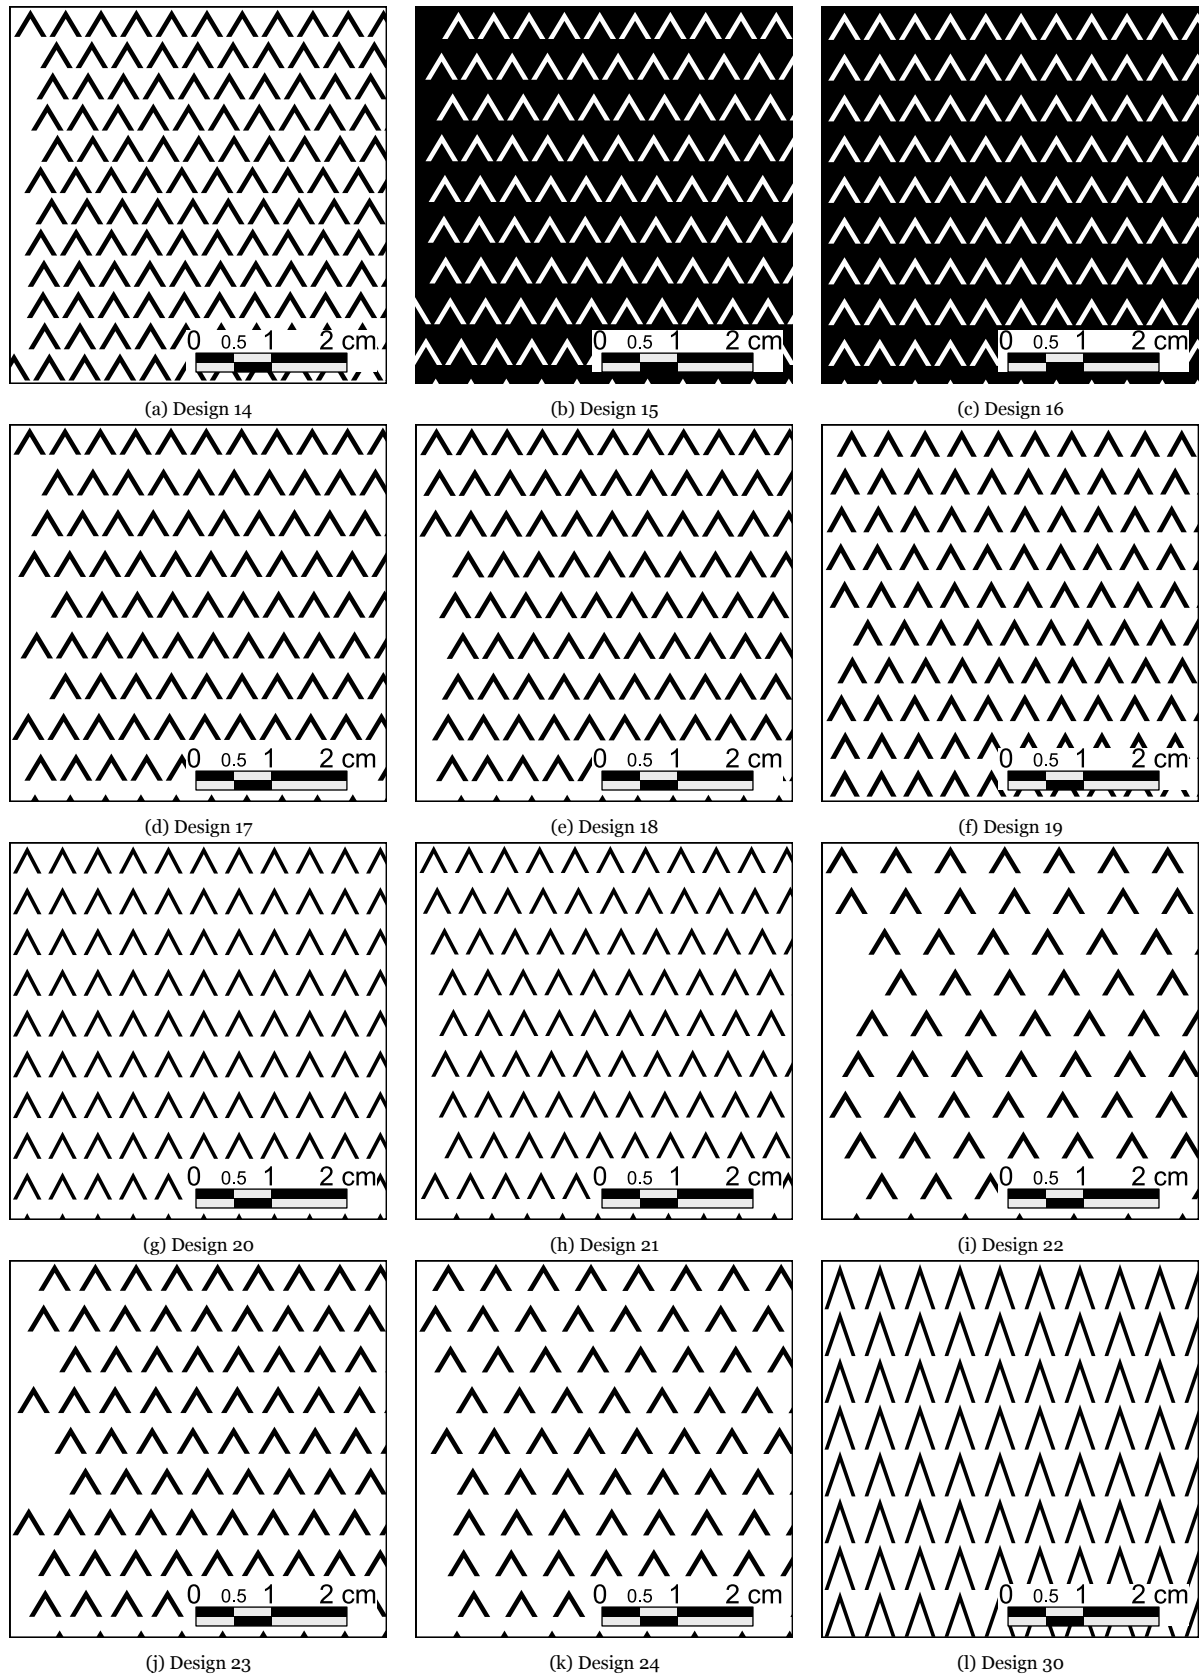 0 0.5 1 2 cm
0 0.5 1 2 cm
0 0.5 1 2 cm
(a) Design 14
(b) Design 15
(c) Design 16
0 0.5 1 2 cm
0 0.5 1 2 cm
0 0.5 1 2 cm
(d) Design 17
(e) Design 18
(f) Design 19
0 0.5 1 2 cm
0 0.5 1 2 cm
0 0.5 1 2 cm
(g) Design 20
(h) Design 21
(i) Design 22
0 0.5 1 2 cm
0 0.5 1 2 cm
0 0.5 1 2 cm
(j) Design 23
(k) Design 24
(l) Design 30